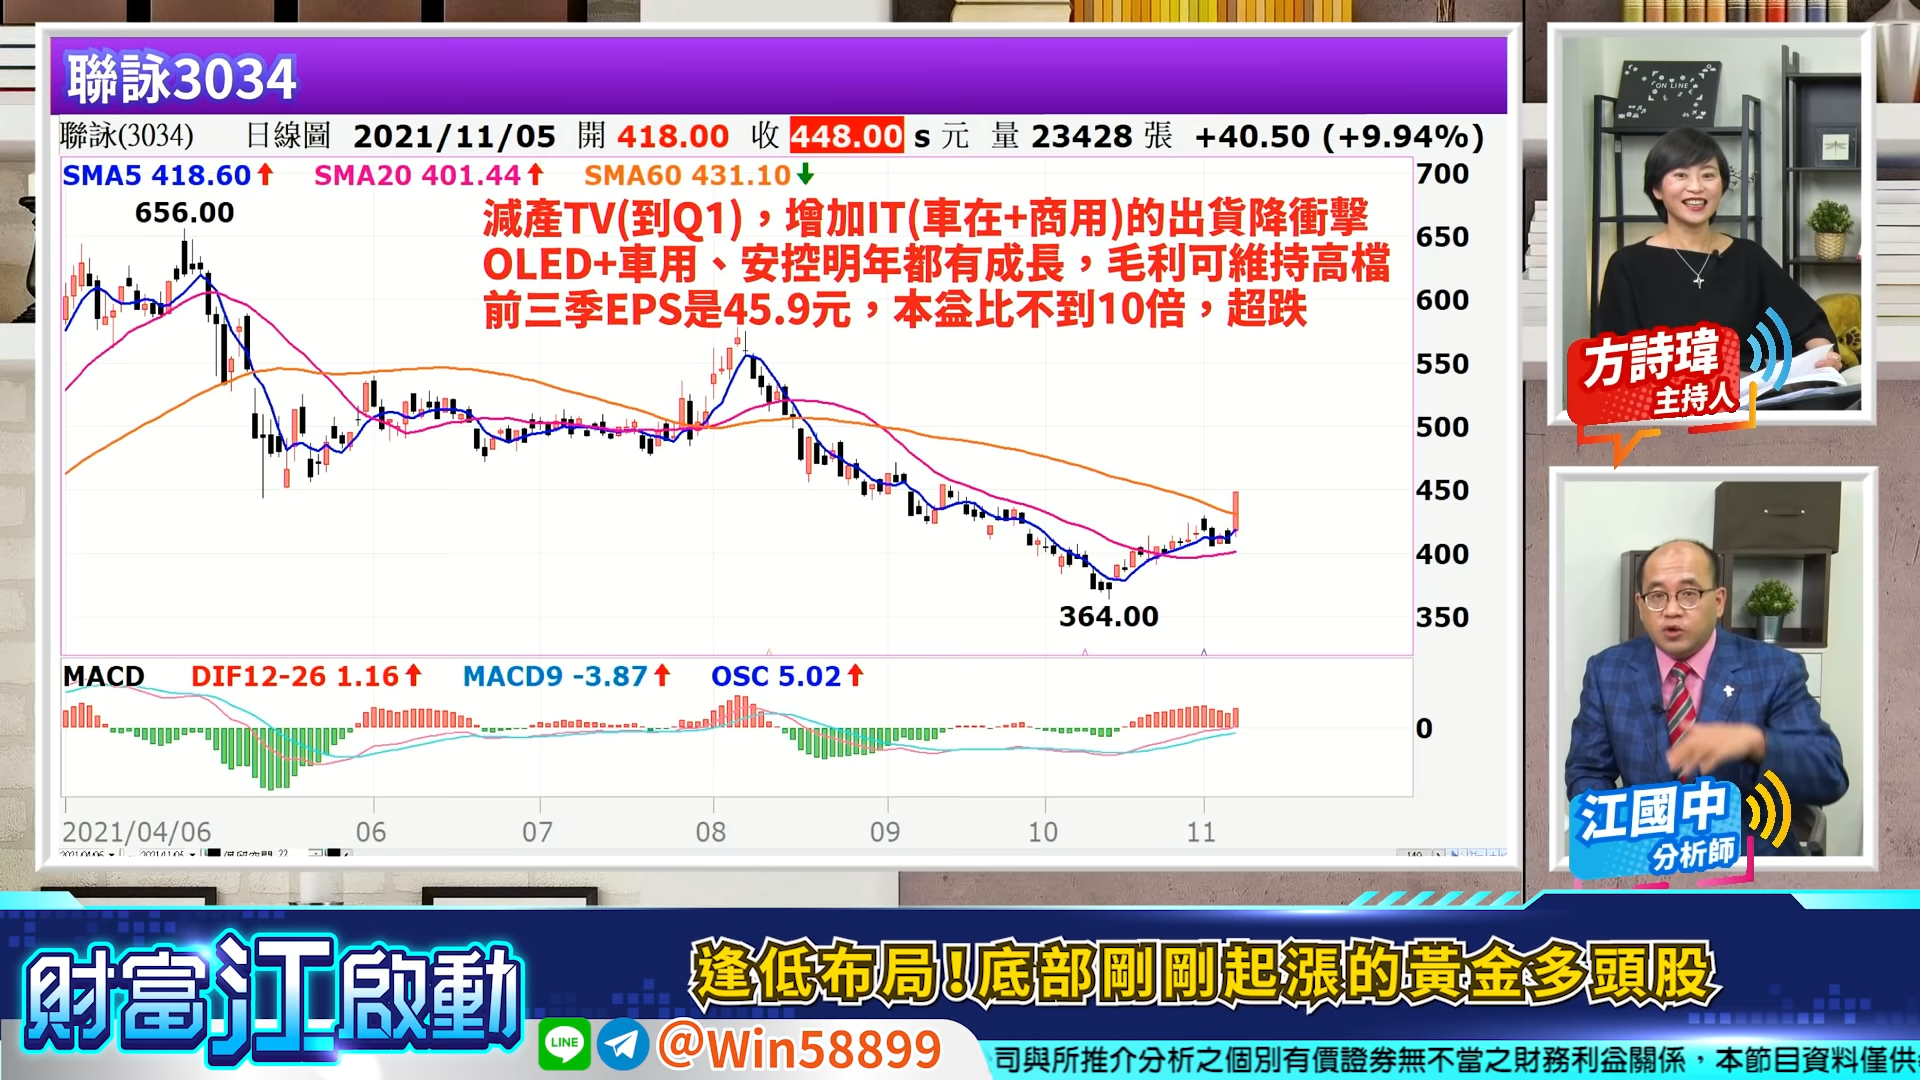 聯詠3034
聯詠(3034) 日線圖 2021/11/05 開 418.00 收 448.00 s 元 量 23428 張 +40.50 (+9.94%)
SMA5 418.60↑ SMA20 401.44↑ SMA60 431.10↓
700
656.00
減產TV(到Q1)，增加IT(車在+商用)的出貨降衝擊
OLED+車用、安控明年都有成長，毛利可維持高檔
前三季EPS是45.9元，本益比不到10倍，超跌
650
600
550
500
450
400
364.00
350
MACD DIF12-26 1.16↑ MACD9 -3.87↑ OSC 5.02↑
0
2021/04/06 06 07 08 09 10 11
ON LINE
方詩瑋
主持人
江國中
分析師
財富江啟動
逢低布局!底部剛剛起漲的黃金多頭股
LINE
@Win58899
司與所推介分析之個別有價證券無不當之財務利益關係，本節目資料僅供